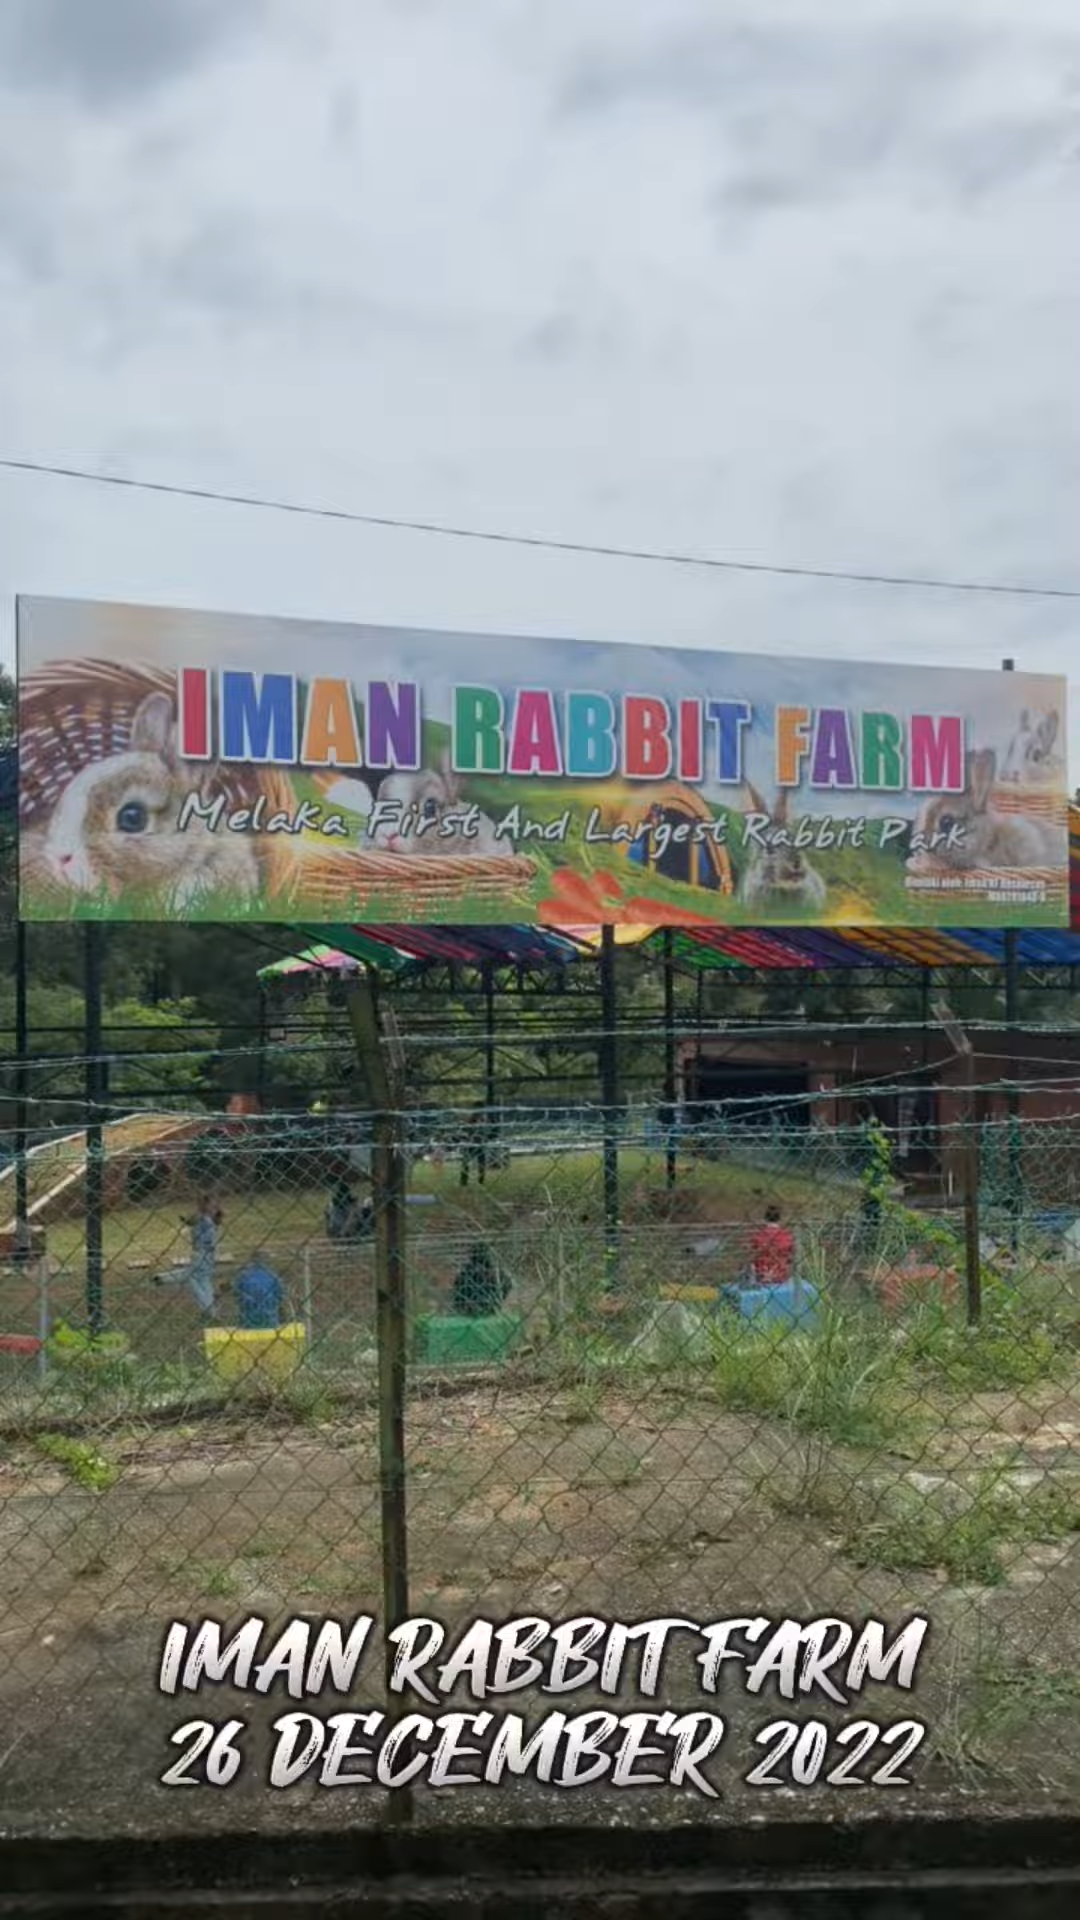 IMAN RABBIT FARM
Melaka First And Largest Rabbit Park
IMAN RABBIT FARM
26 DECEMBER 2022